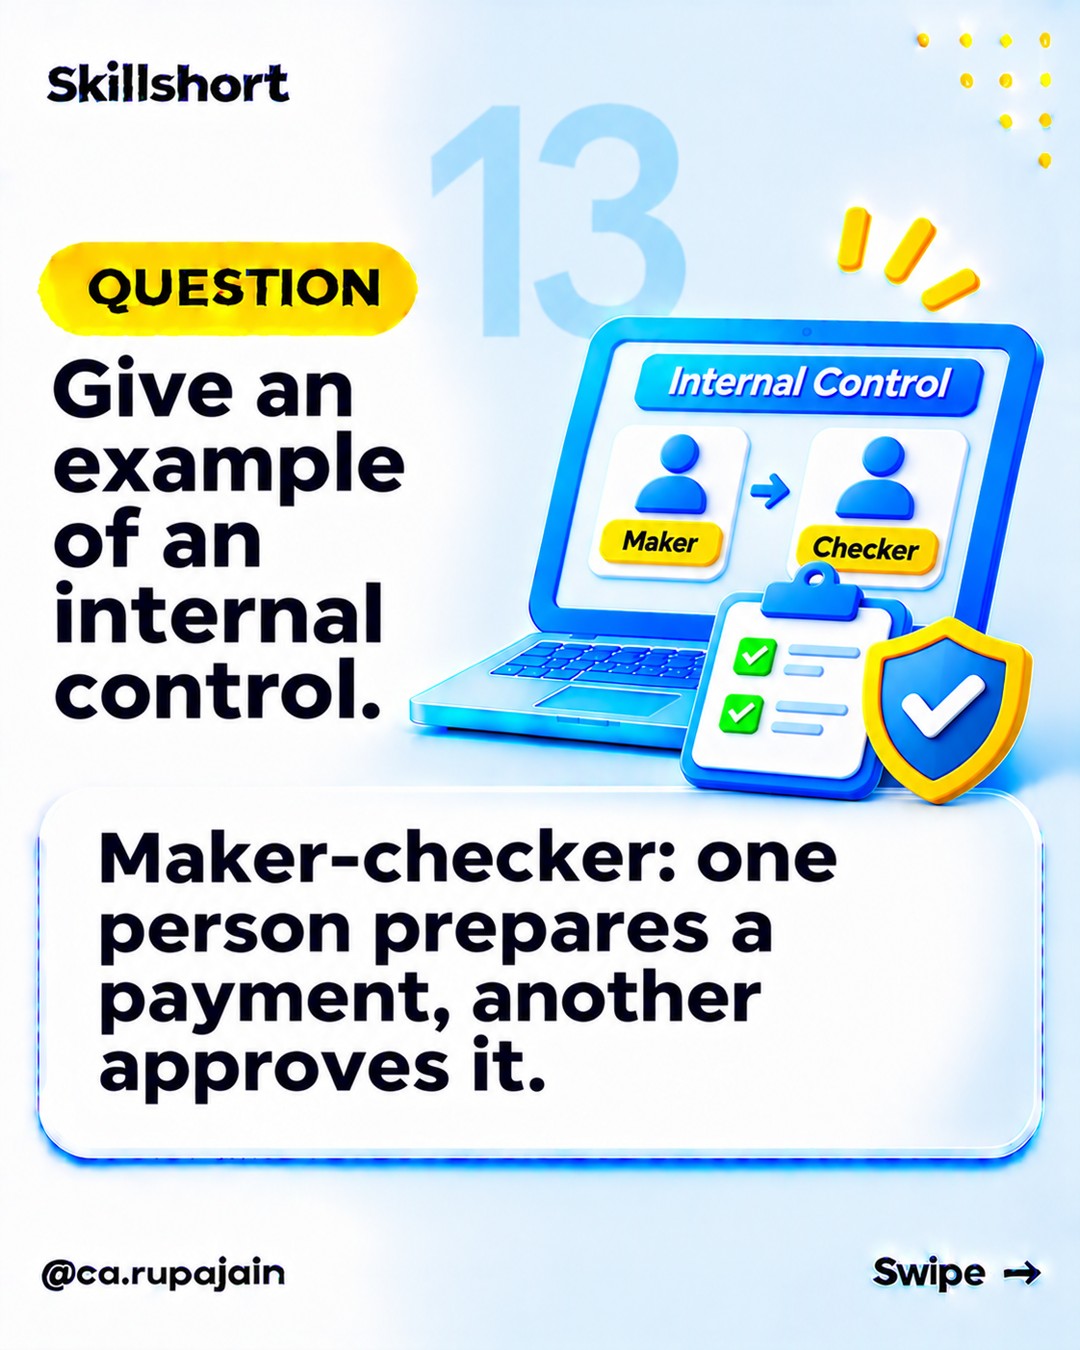 Skillshort
13
QUESTION
Give an
example
of an
internal
control.
Internal Control
Maker
Checker
Maker-checker: one
person prepares a
payment, another
approves it.
@ca.rupajain
Swipe →